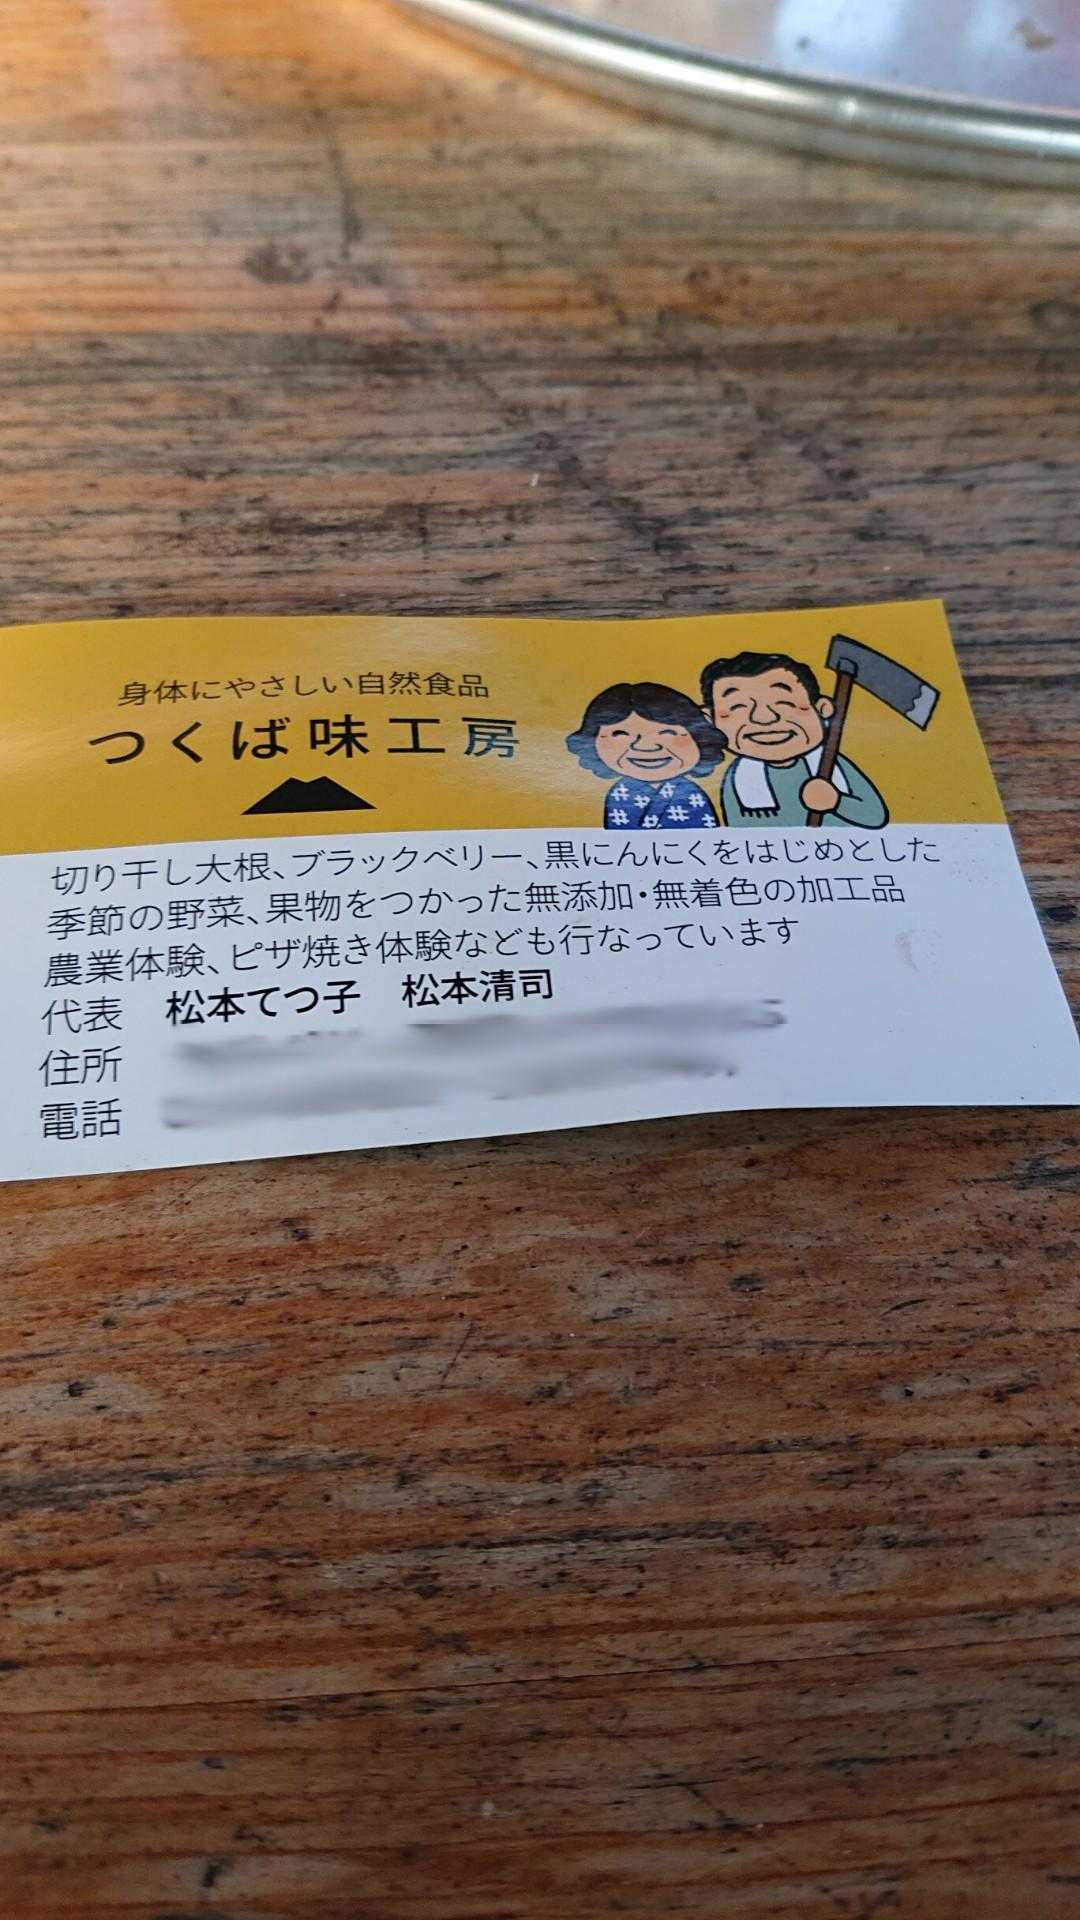 身体にやさしい自然食品
つくば味工房
切り干し大根、ブラックベリー、黒にんにくをはじめとした
季節の野菜、果物をつかった無添加・無着色の加工品
農業体験、ピザ焼き体験なども行なっています
代表 松本てつ子 松本清司
住所
電話